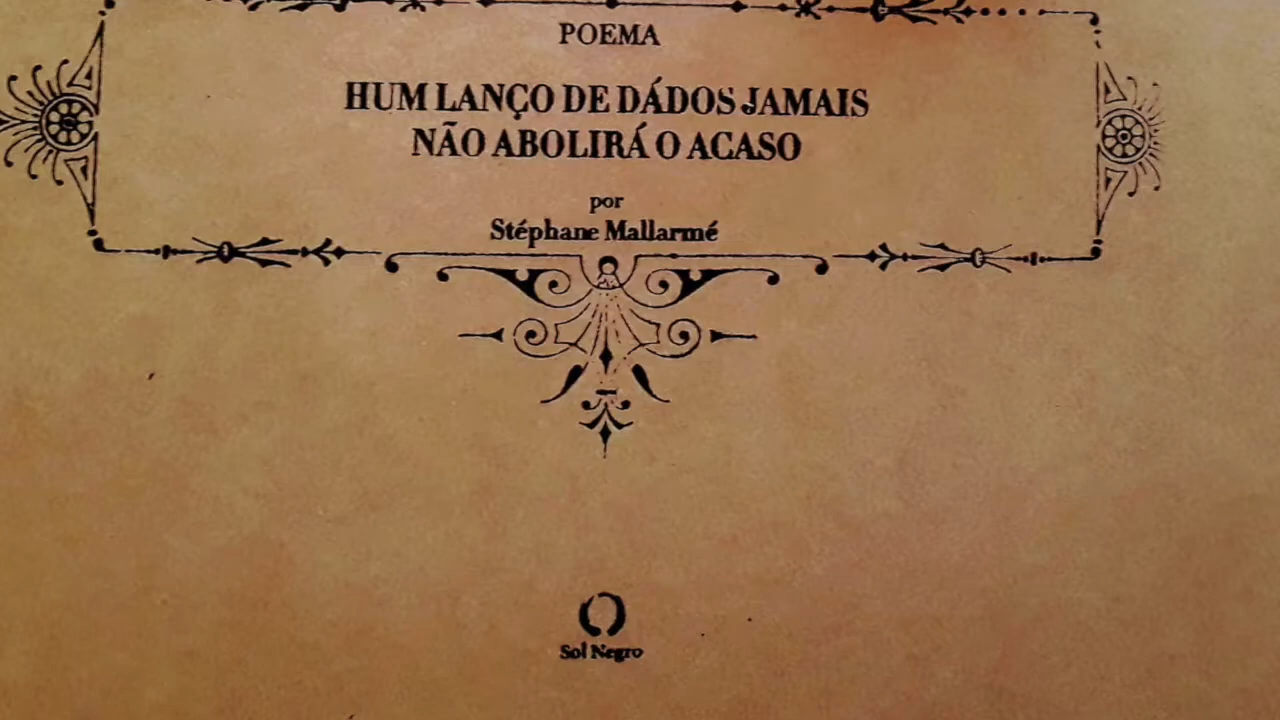 POEMA
HUM LANÇO DE DÁDOS JAMAIS
NÃO ABOLIRÁ O ACASO
por
Stéphane Mallarmé
Sol Negro